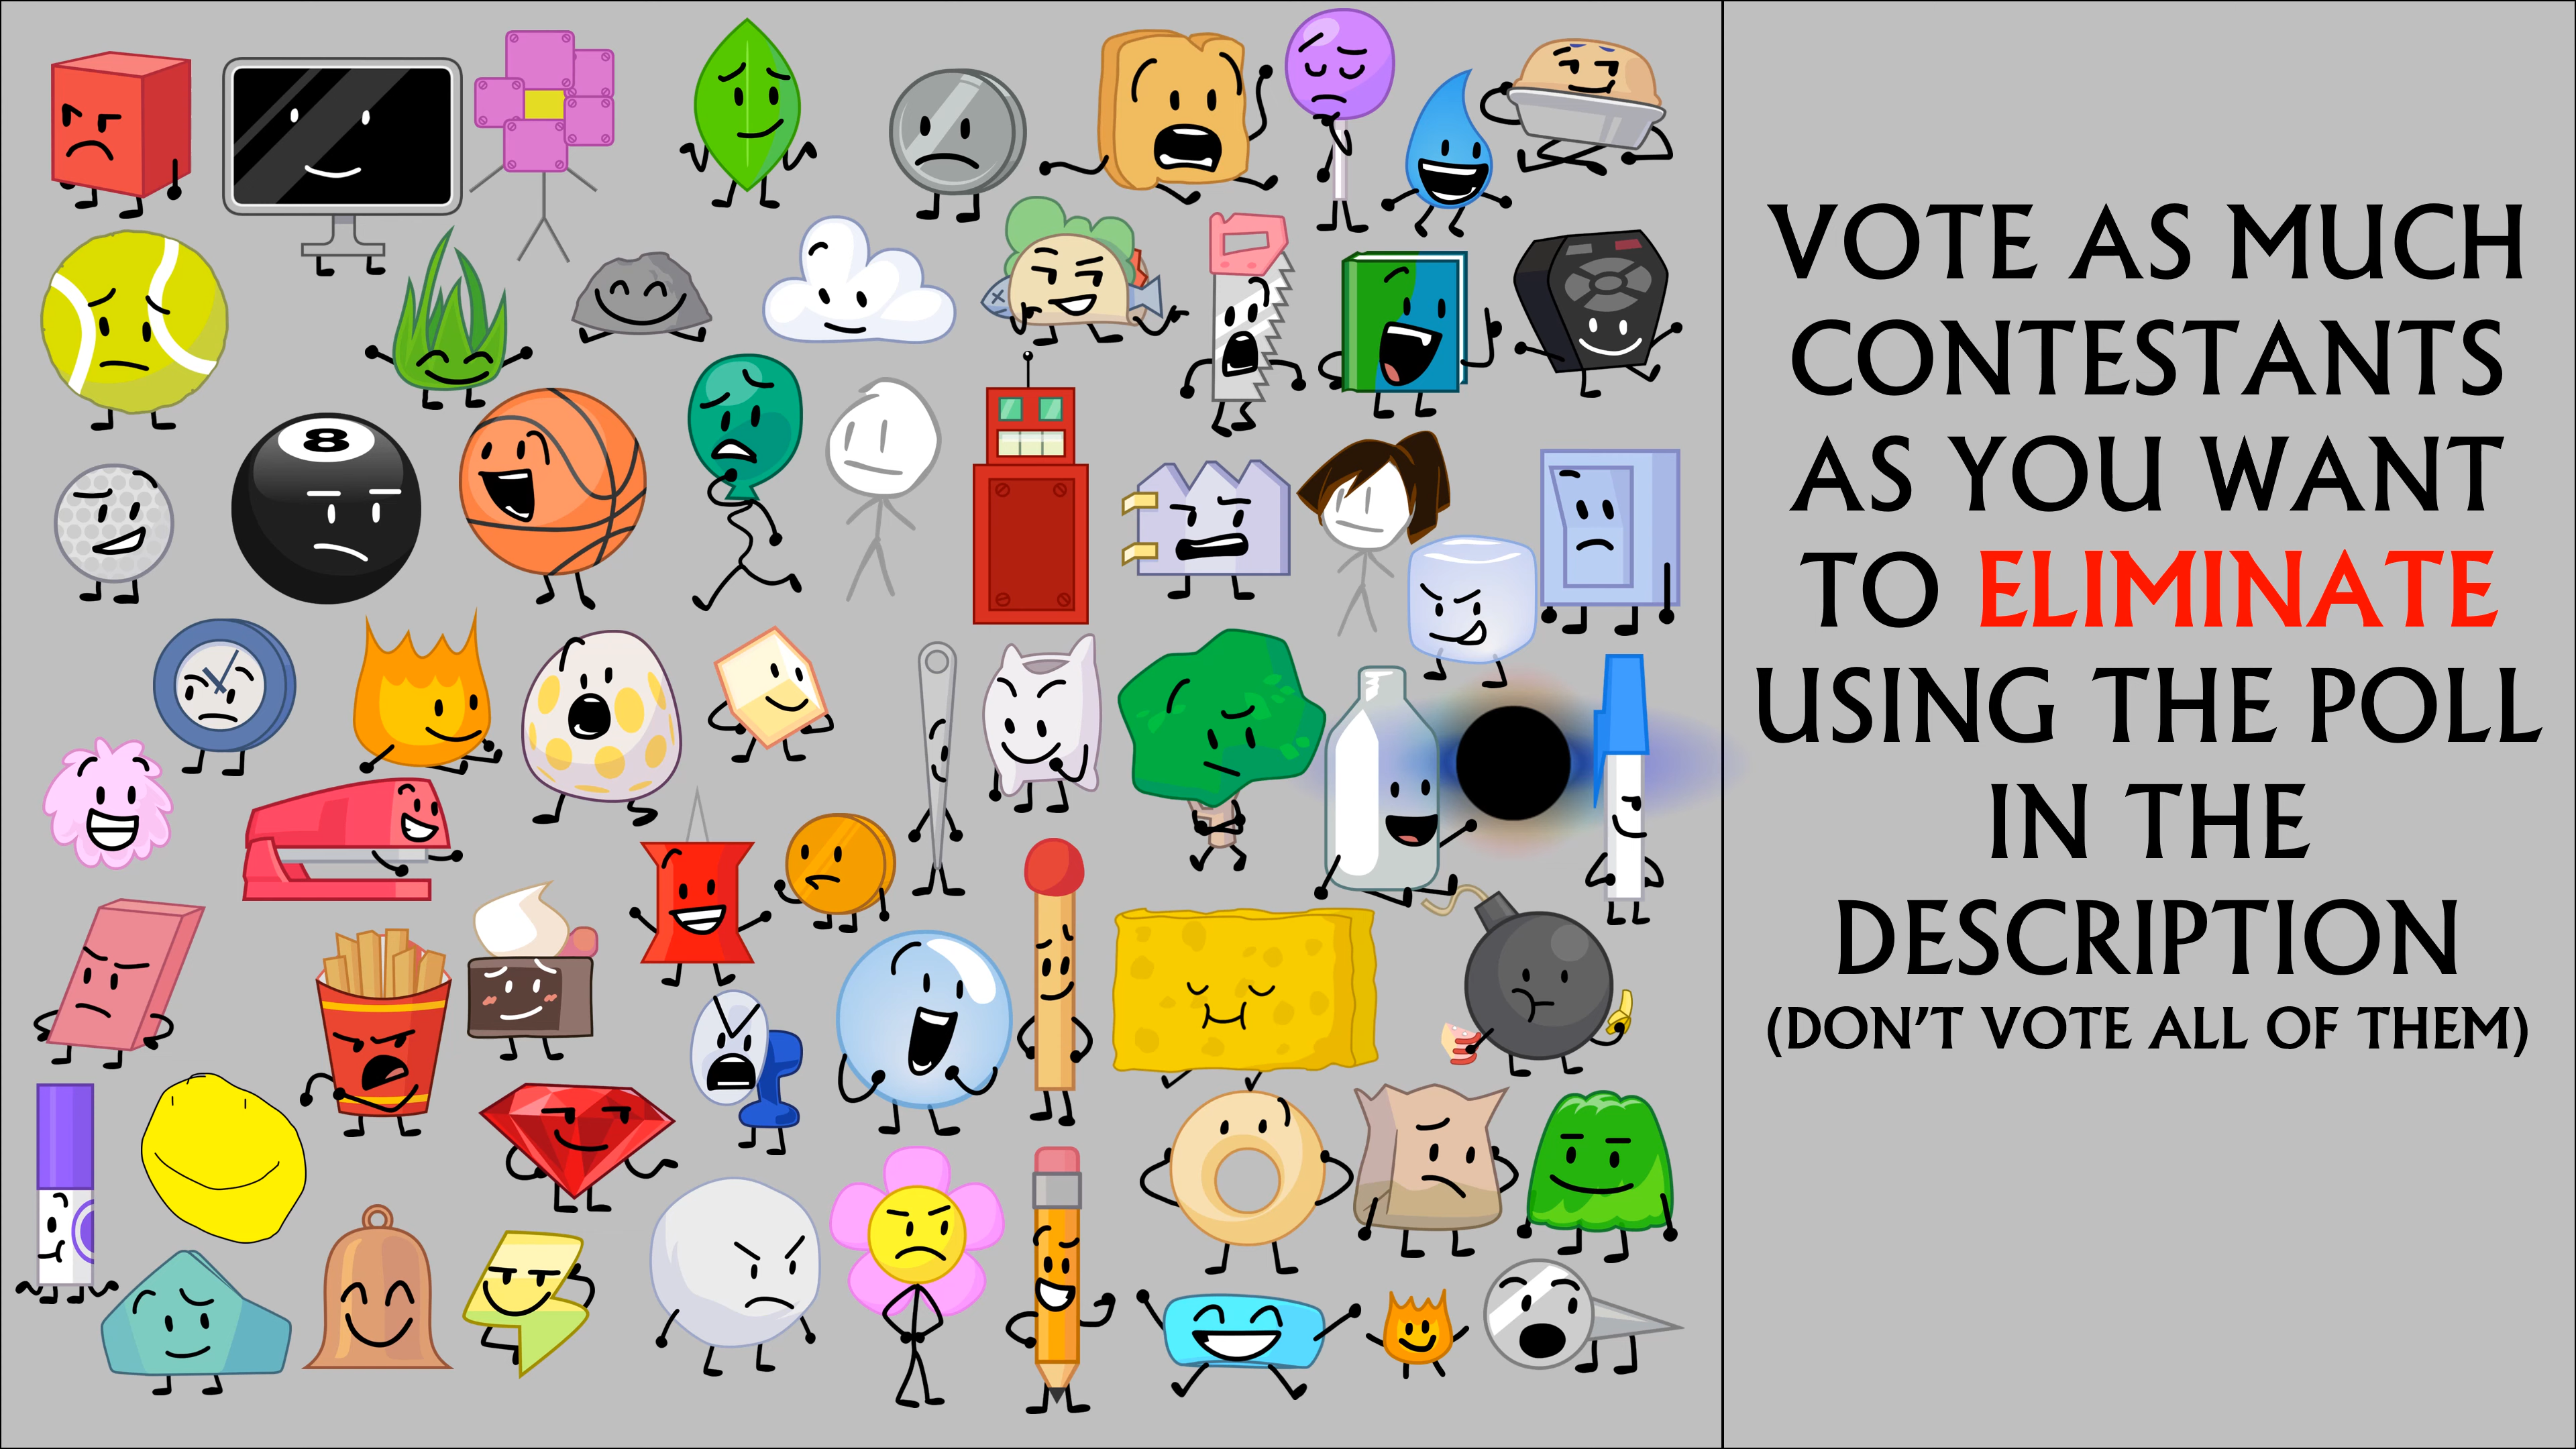 8
VOTE AS MUCH
CONTESTANTS
AS YOU WANT
TO ELIMINATE
USING THE POLL
IN THE
DESCRIPTION
(DON'T VOTE ALL OF THEM)